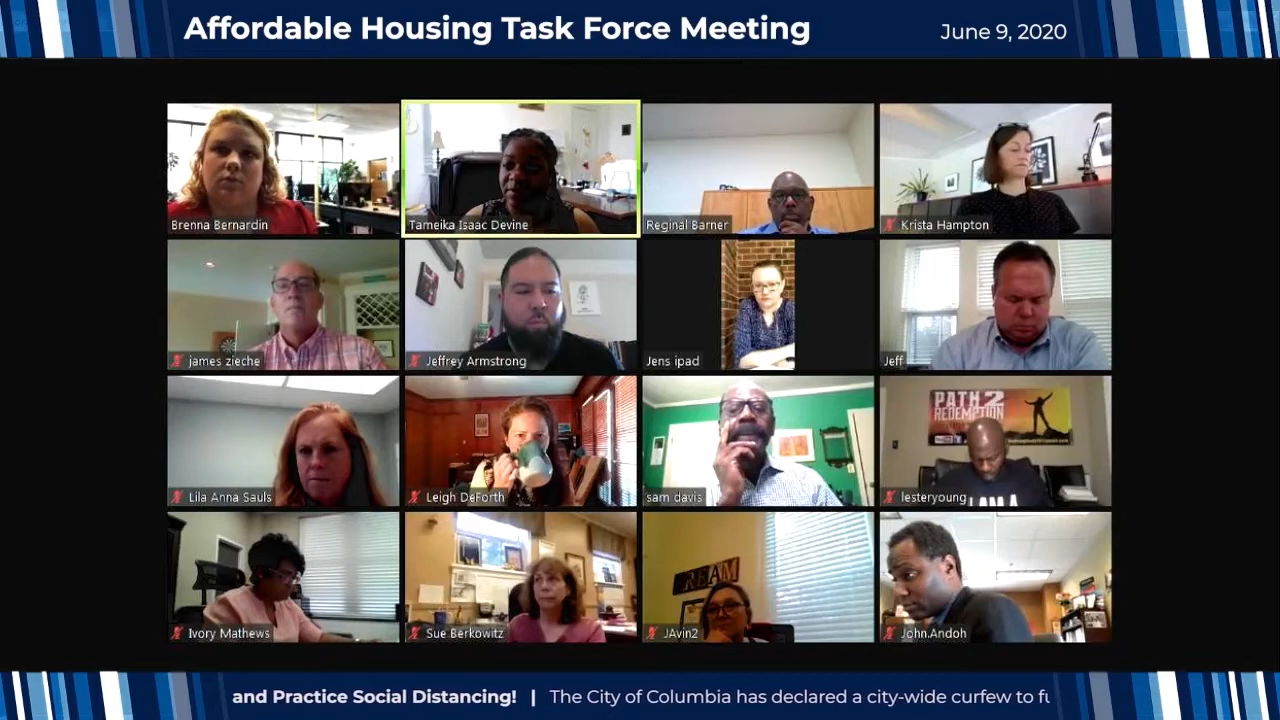 Affordable Housing Task Force Meeting
June 9, 2020
Brenna Bernardin
Tameika Isaac Devine
Reginal Barner
Krista Hampton
james zieche
Jeffrey Armstrong
Jens ipad
Jeff
PATH 2
REDEMPTION
Lila Anna Sauls
Leigh DeForth
sam davis
lesteryoung
I AM A
Ivory Mathews
Sue Berkowitz
JAvin2
John.Andoh
and Practice Social Distancing! | The City of Columbia has declared a city-wide curfew to fu